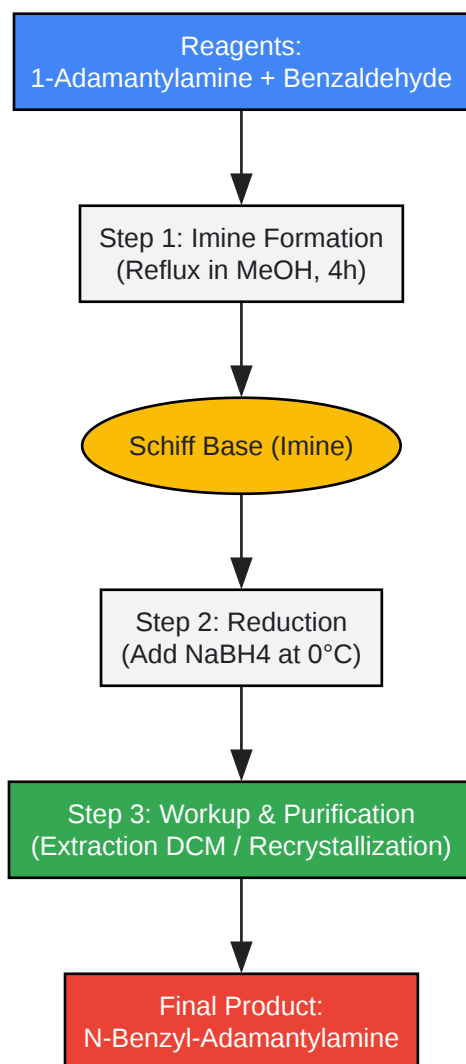 Reagents:
1-Adamantylamine + Benzaldehyde
Step 1: Imine Formation
(Reflux in MeOH, 4h)
Schiff Base (Imine)
Step 2: Reduction
(Add NaBH4 at 0°C)
Step 3: Workup & Purification
(Extraction DCM / Recrystallization)
Final Product:
N-Benzyl-Adamantylamine